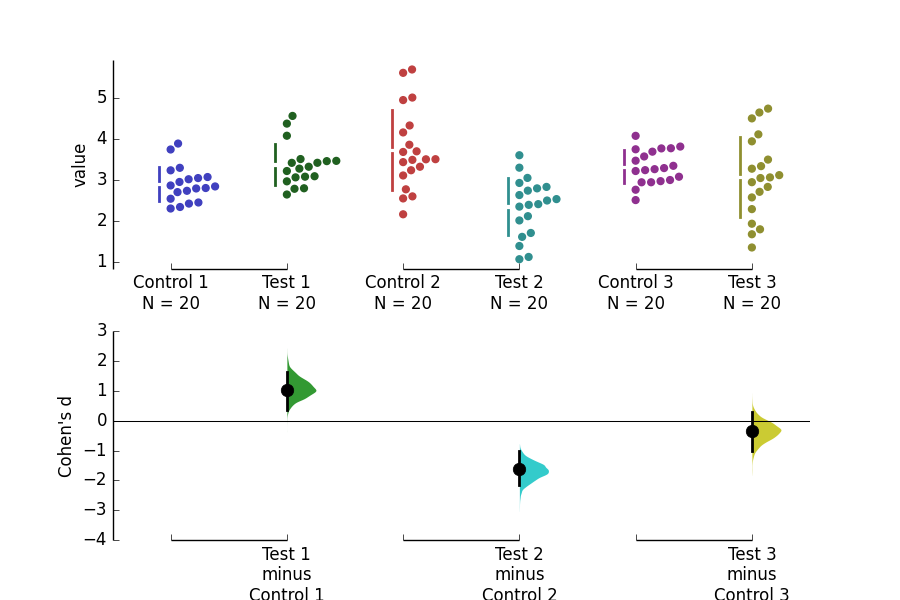 value
5
4
3
2
1
Control 1 Test 1 Control 2 Test 2 Control 3 Test 3
N = 20 N = 20 N = 20 N = 20 N = 20 N = 20
Cohen's d
3
2
1
0
−1
−2
−3
−4
Test 1 Test 2 Test 3
minus minus minus
Control 1 Control 2 Control 3